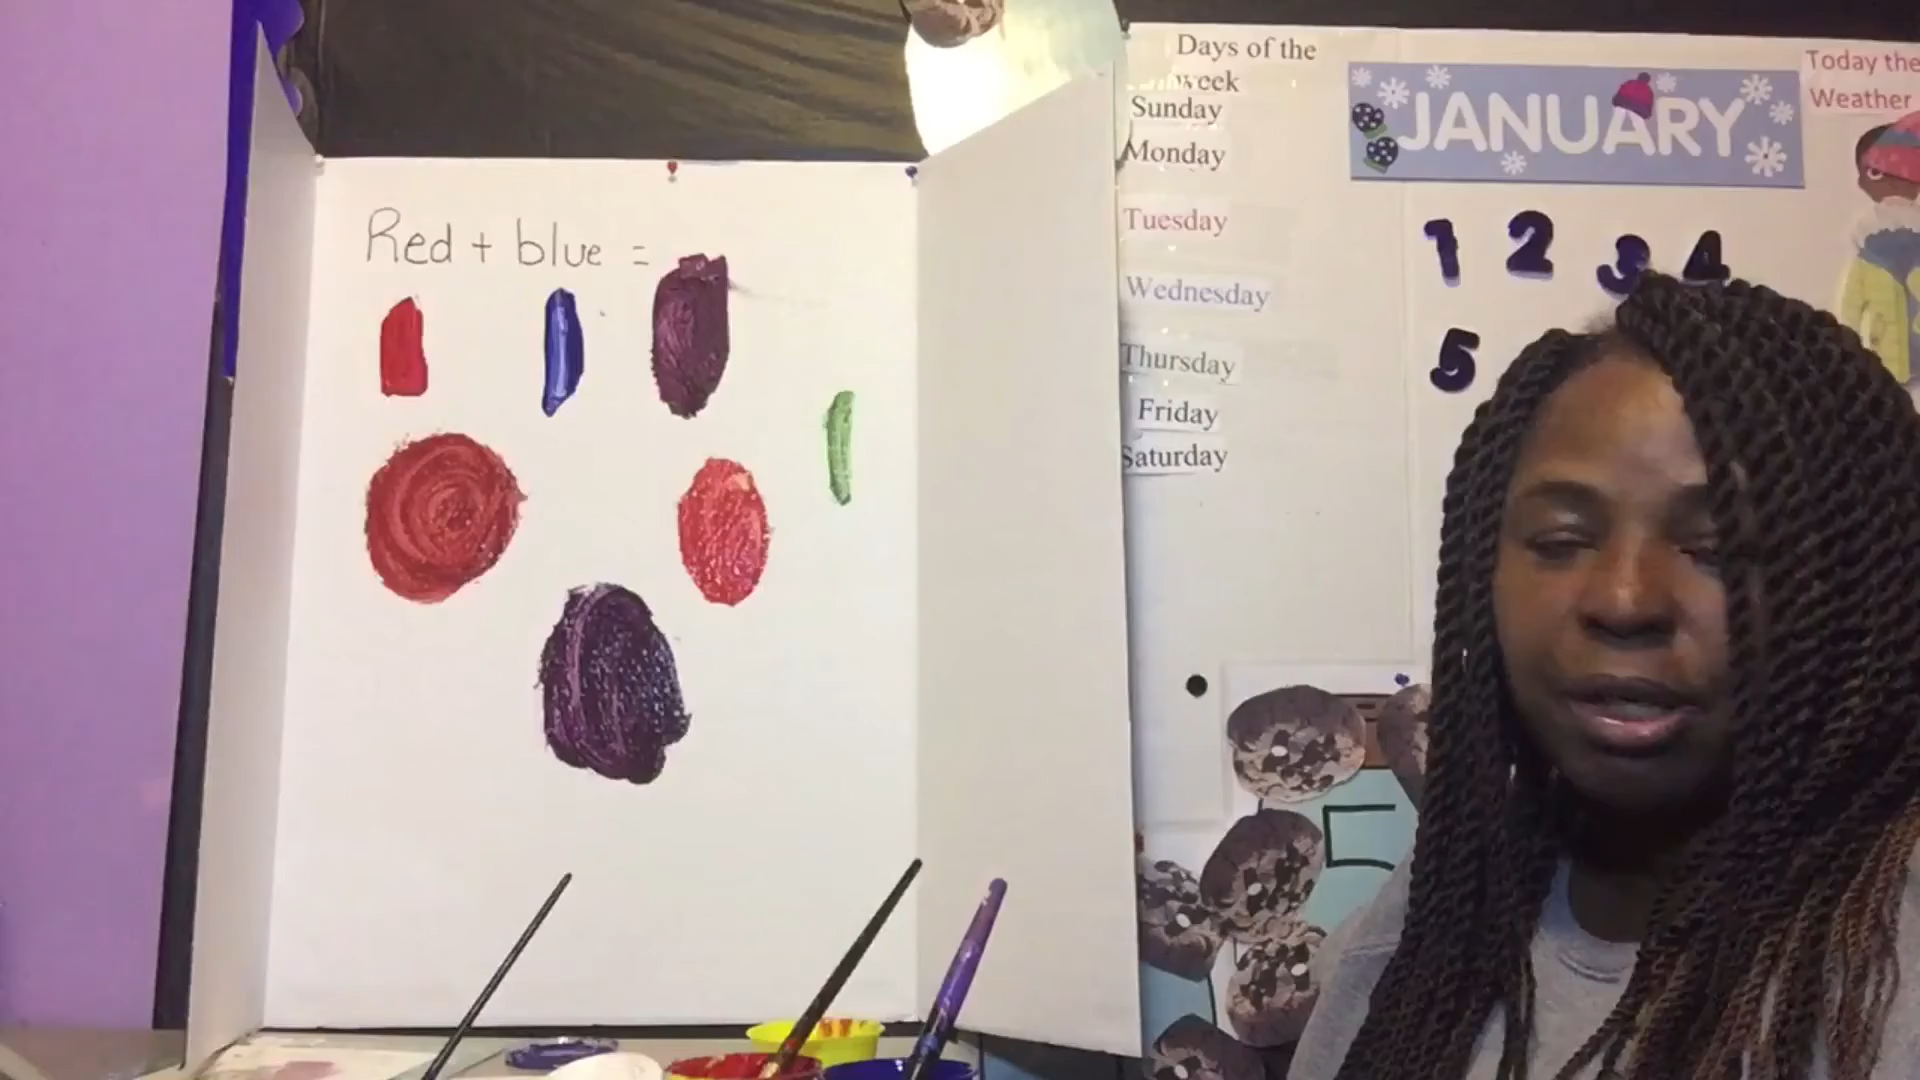 Red + blue =
Days of the
week
Sunday
Monday
Tuesday
Wednesday
Thursday
Friday
Saturday
JANUARY
1 2 3 4
5
Today the
Weather
5